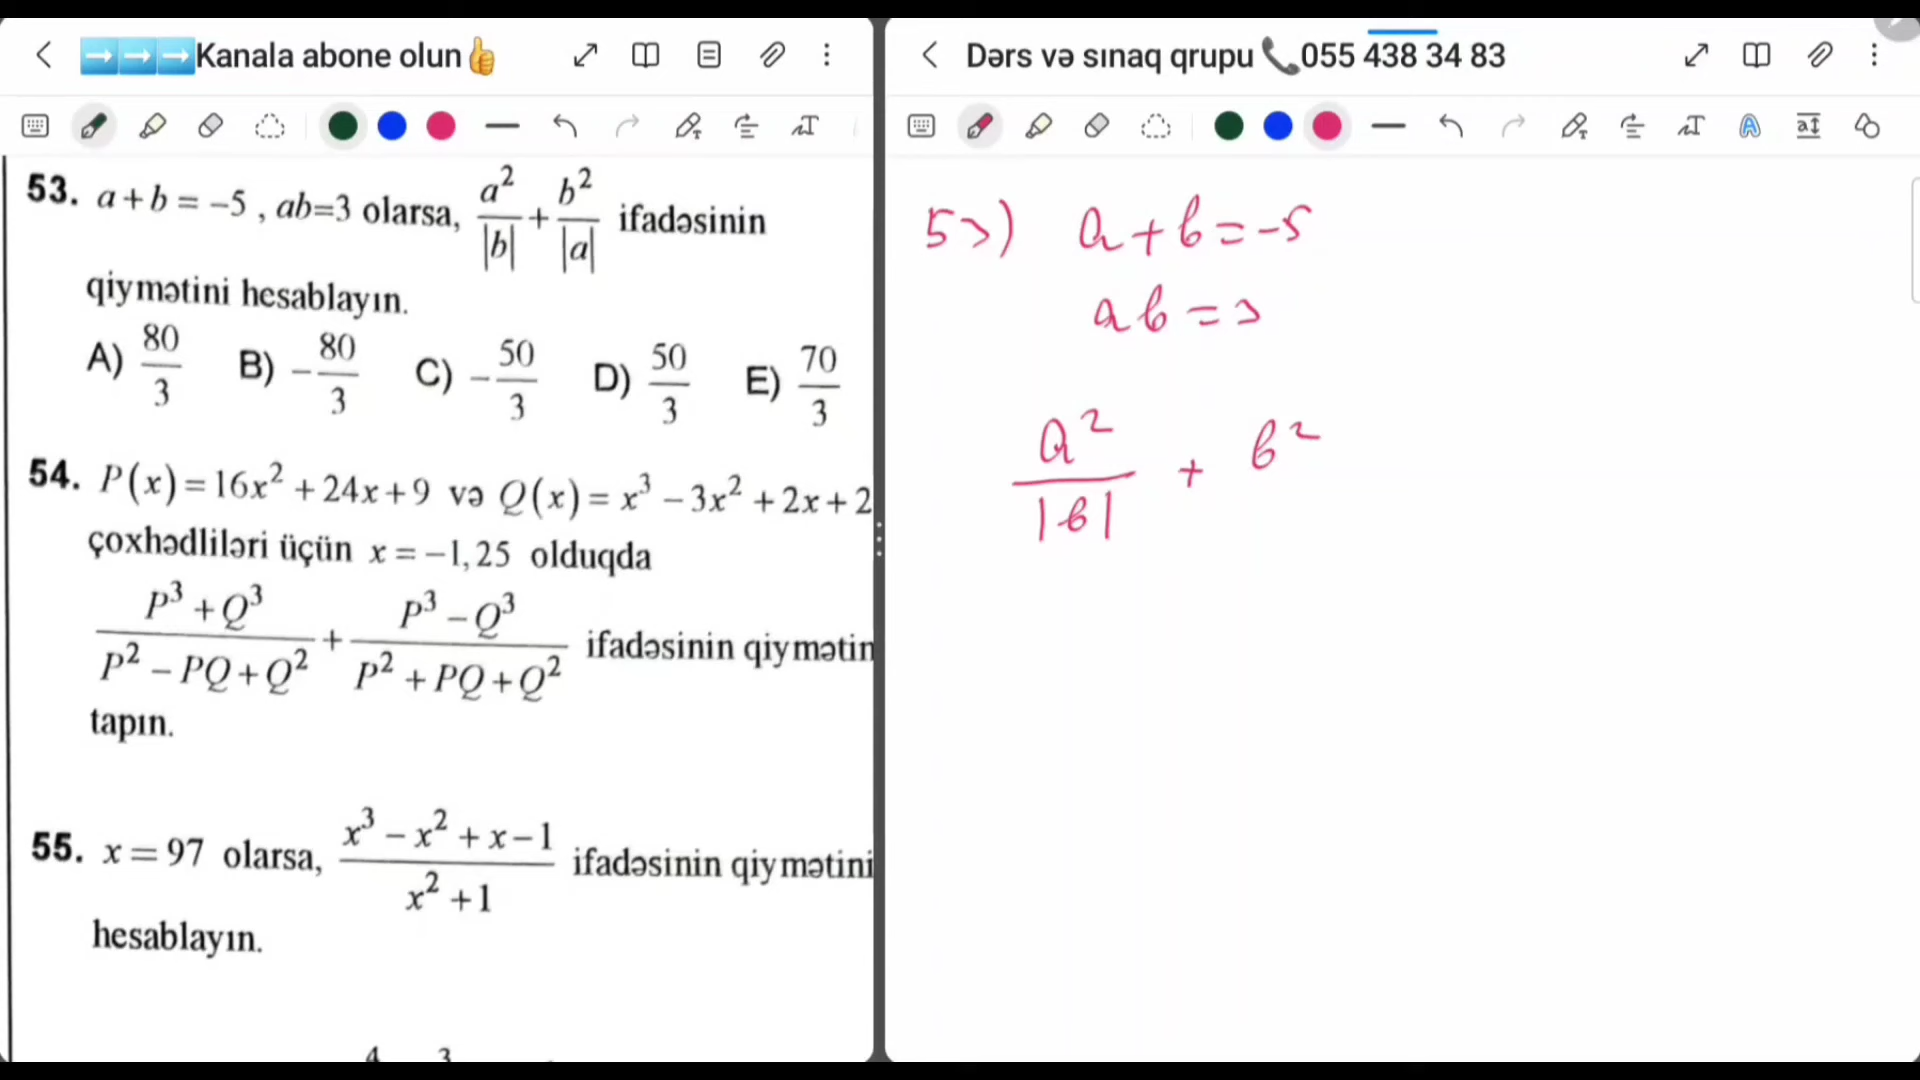 ➡️➡️➡️Kanala abone olun👍
53. a+b = −5 , ab=3 olarsa, a²/|b| + b²/|a| ifadəsinin
qiymətini hesablayın.
A) 80/3 B) −80/3 C) −50/3 D) 50/3 E) 70/3
54. P(x) = 16x² + 24x + 9 və Q(x) = x³ − 3x² + 2x + 2
çoxhədliləri üçün x = −1,25 olduqda
(P³ + Q³)/(P² − PQ + Q²) + (P³ − Q³)/(P² + PQ + Q²) ifadəsinin qiymətin
tapın.
55. x = 97 olarsa, (x³ − x² + x − 1)/(x² + 1) ifadəsinin qiymətini
hesablayın.
4 3
Dərs və sınaq qrupu 📞055 438 34 83
53) a + b = −5
ab = 3
a²/|b| + b²